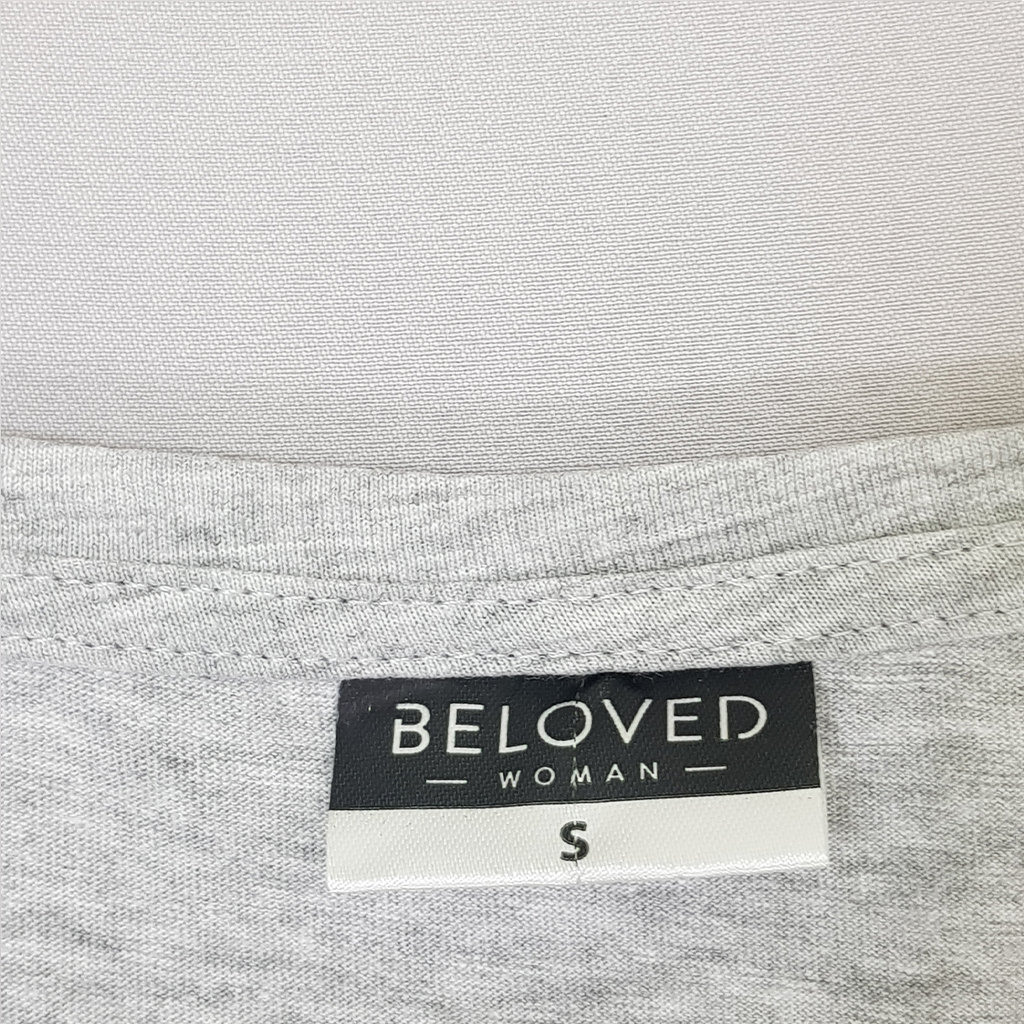 BELOVED
— WOMAN —
S